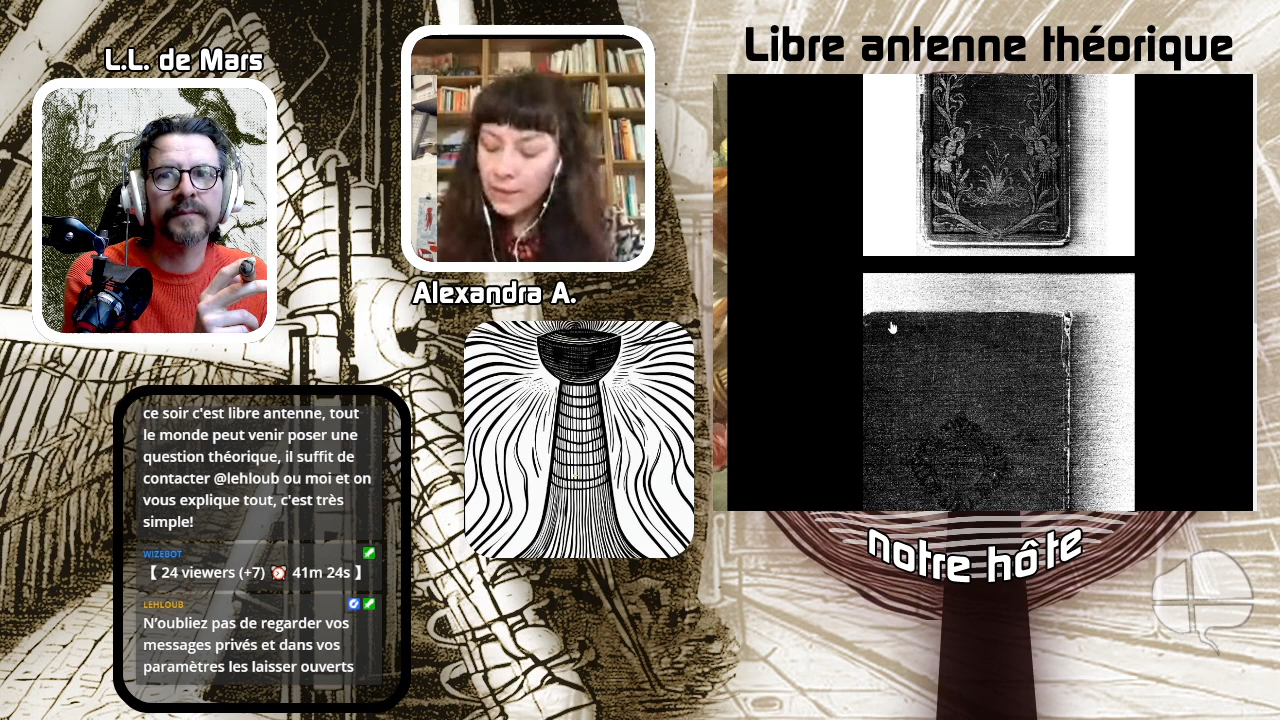 L.L. de Mars
Libre antenne théorique
Alexandra A.
ce soir c'est libre antenne, tout
le monde peut venir poser une
question théorique, il suffit de
contacter @lehloub ou moi et on
vous explique tout, c'est très
simple!
WIZEBOT
【 24 viewers (+7) ⏰ 41m 24s 】
LEHLOUB
N’oubliez pas de regarder vos
messages privés et dans vos
paramètres les laisser ouverts
notre hôte